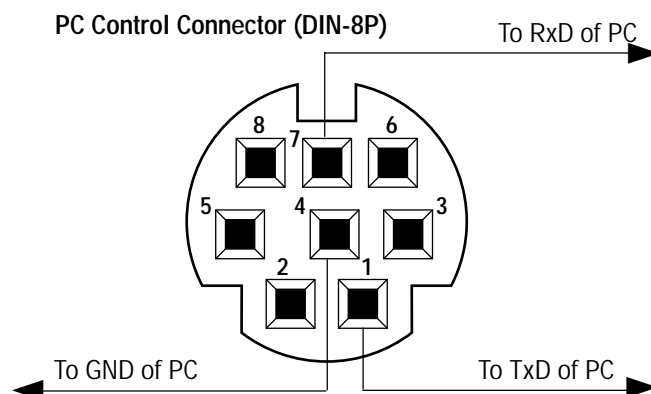 PC Control Connector (DIN-8P)
To RxD of PC
8 7 6
5 4 3
2 1
To GND of PC
To TxD of PC